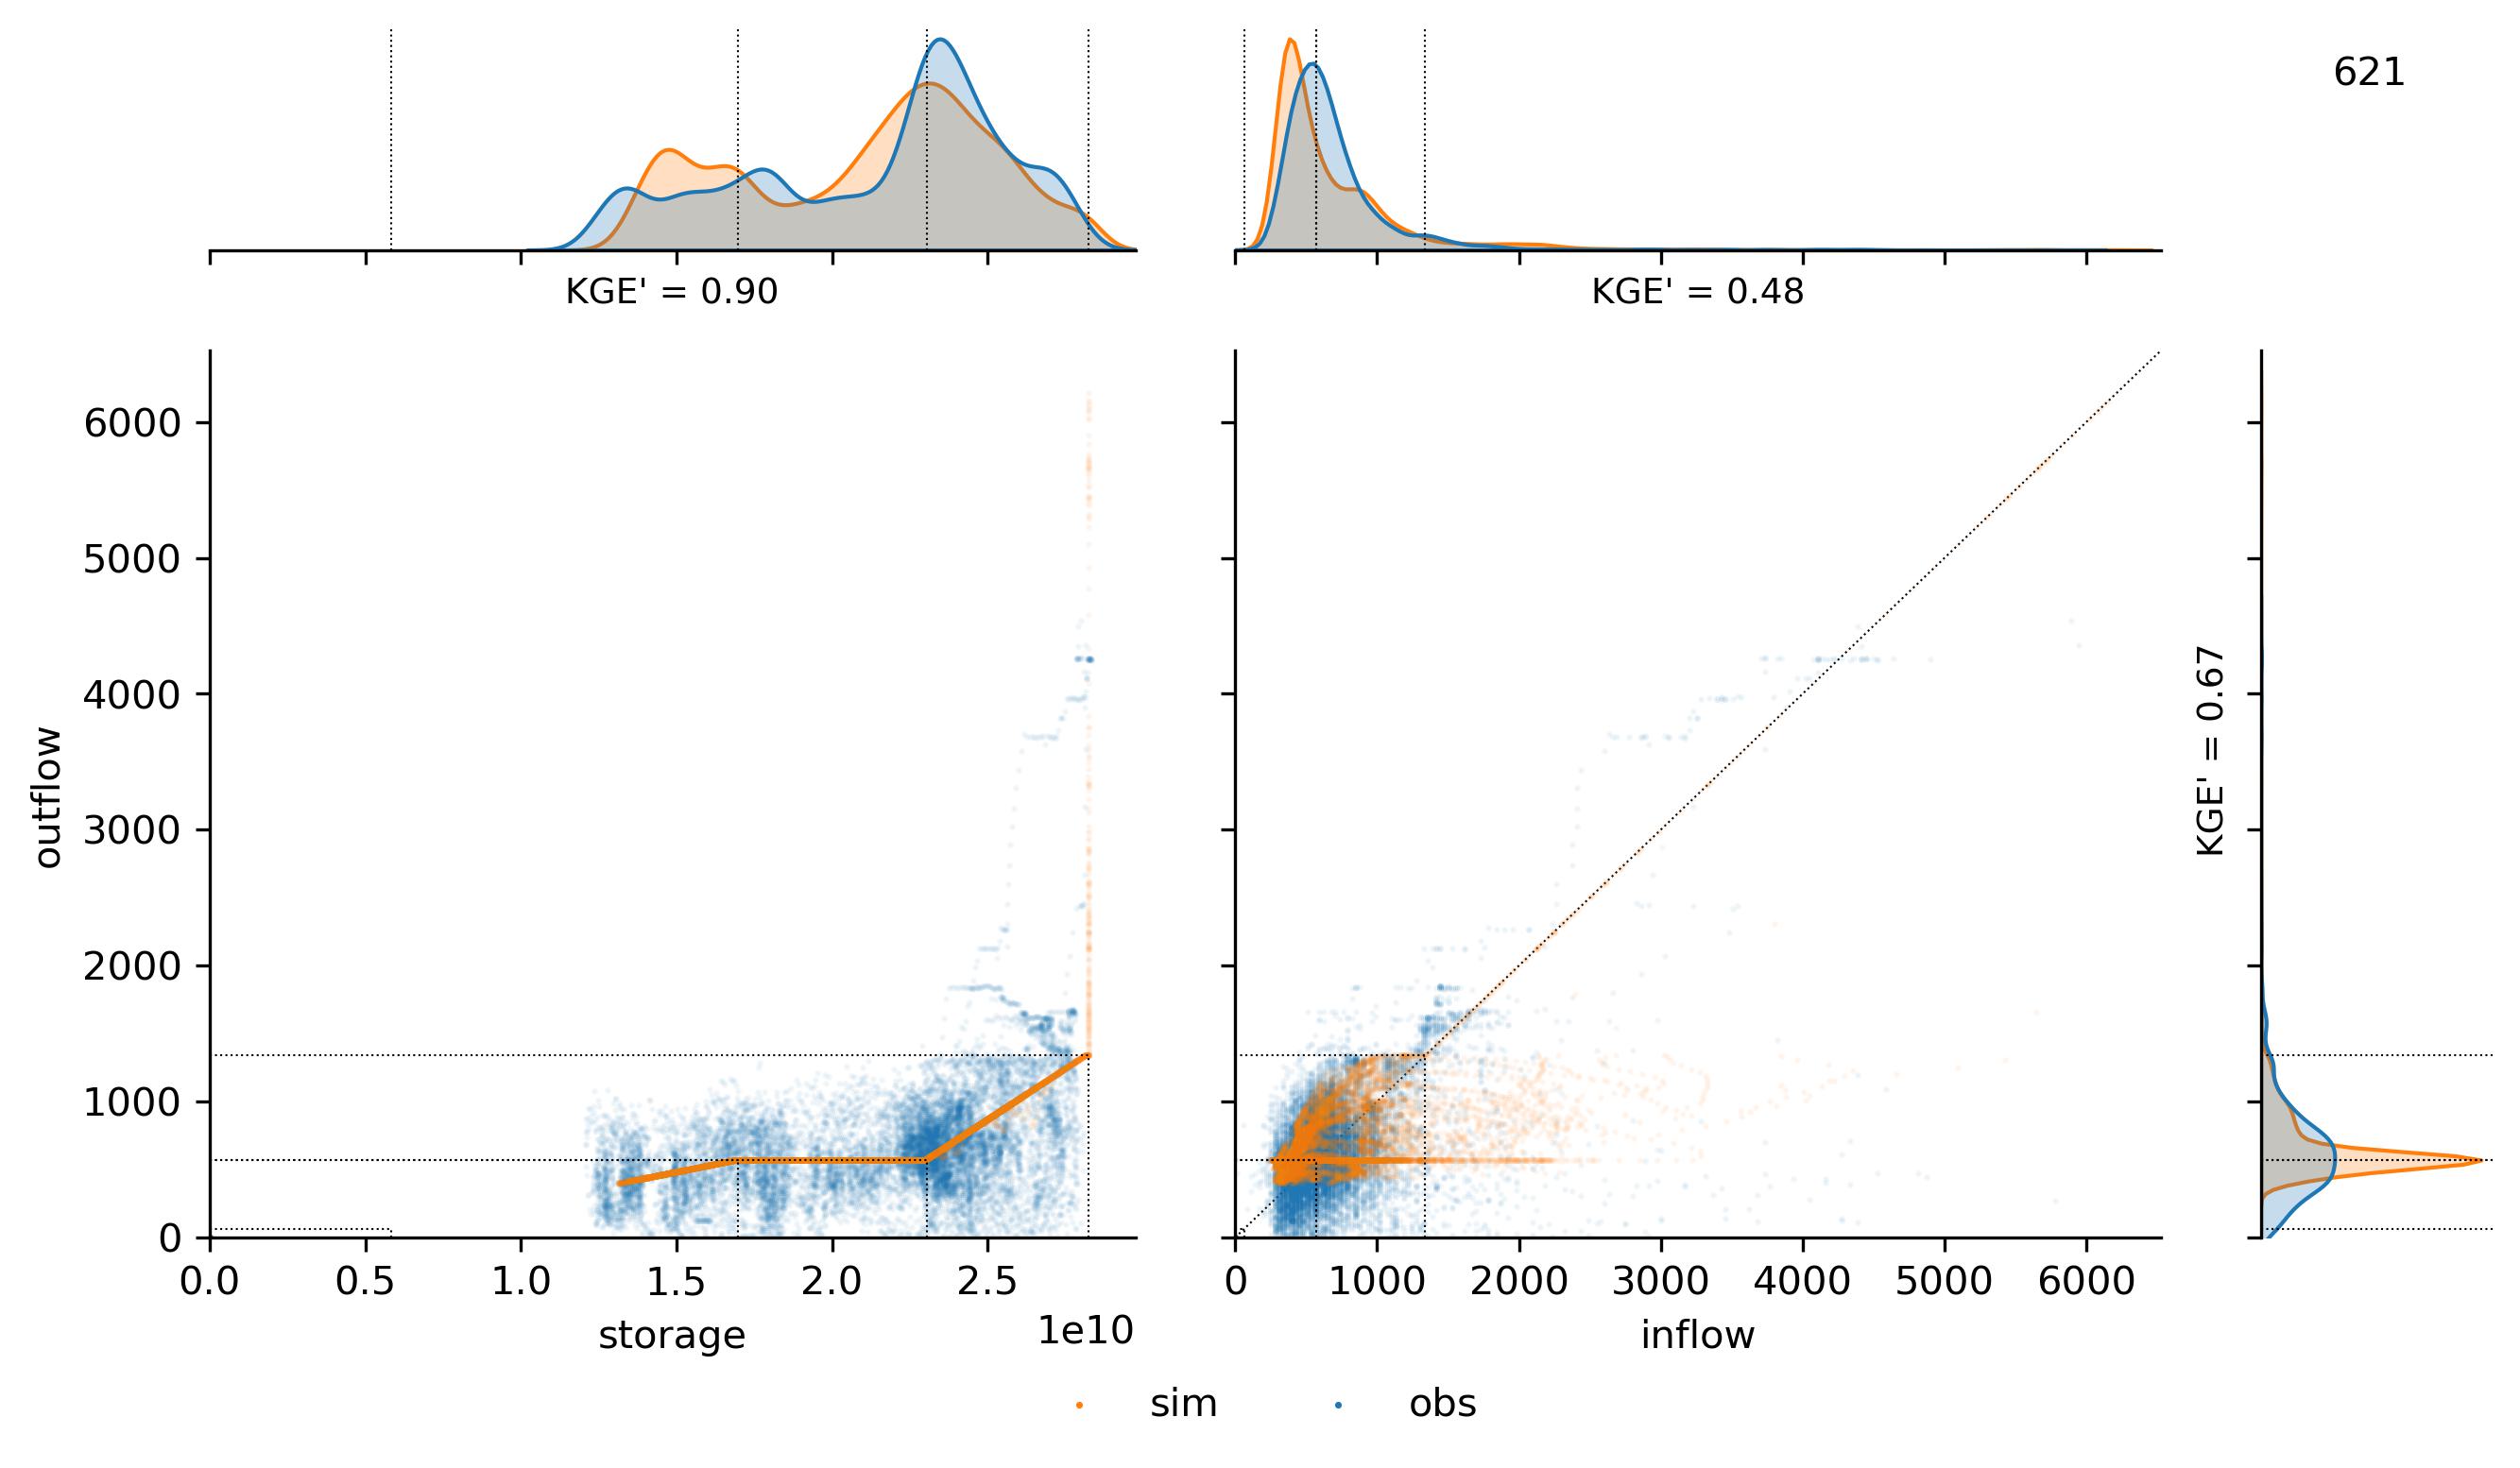 621
KGE' = 0.90
KGE' = 0.48
6000
5000
4000
3000
2000
1000
0
outflow
KGE' = 0.67
0.0 0.5 1.0 1.5 2.0 2.5
1e10
storage
0 1000 2000 3000 4000 5000 6000
inflow
sim obs